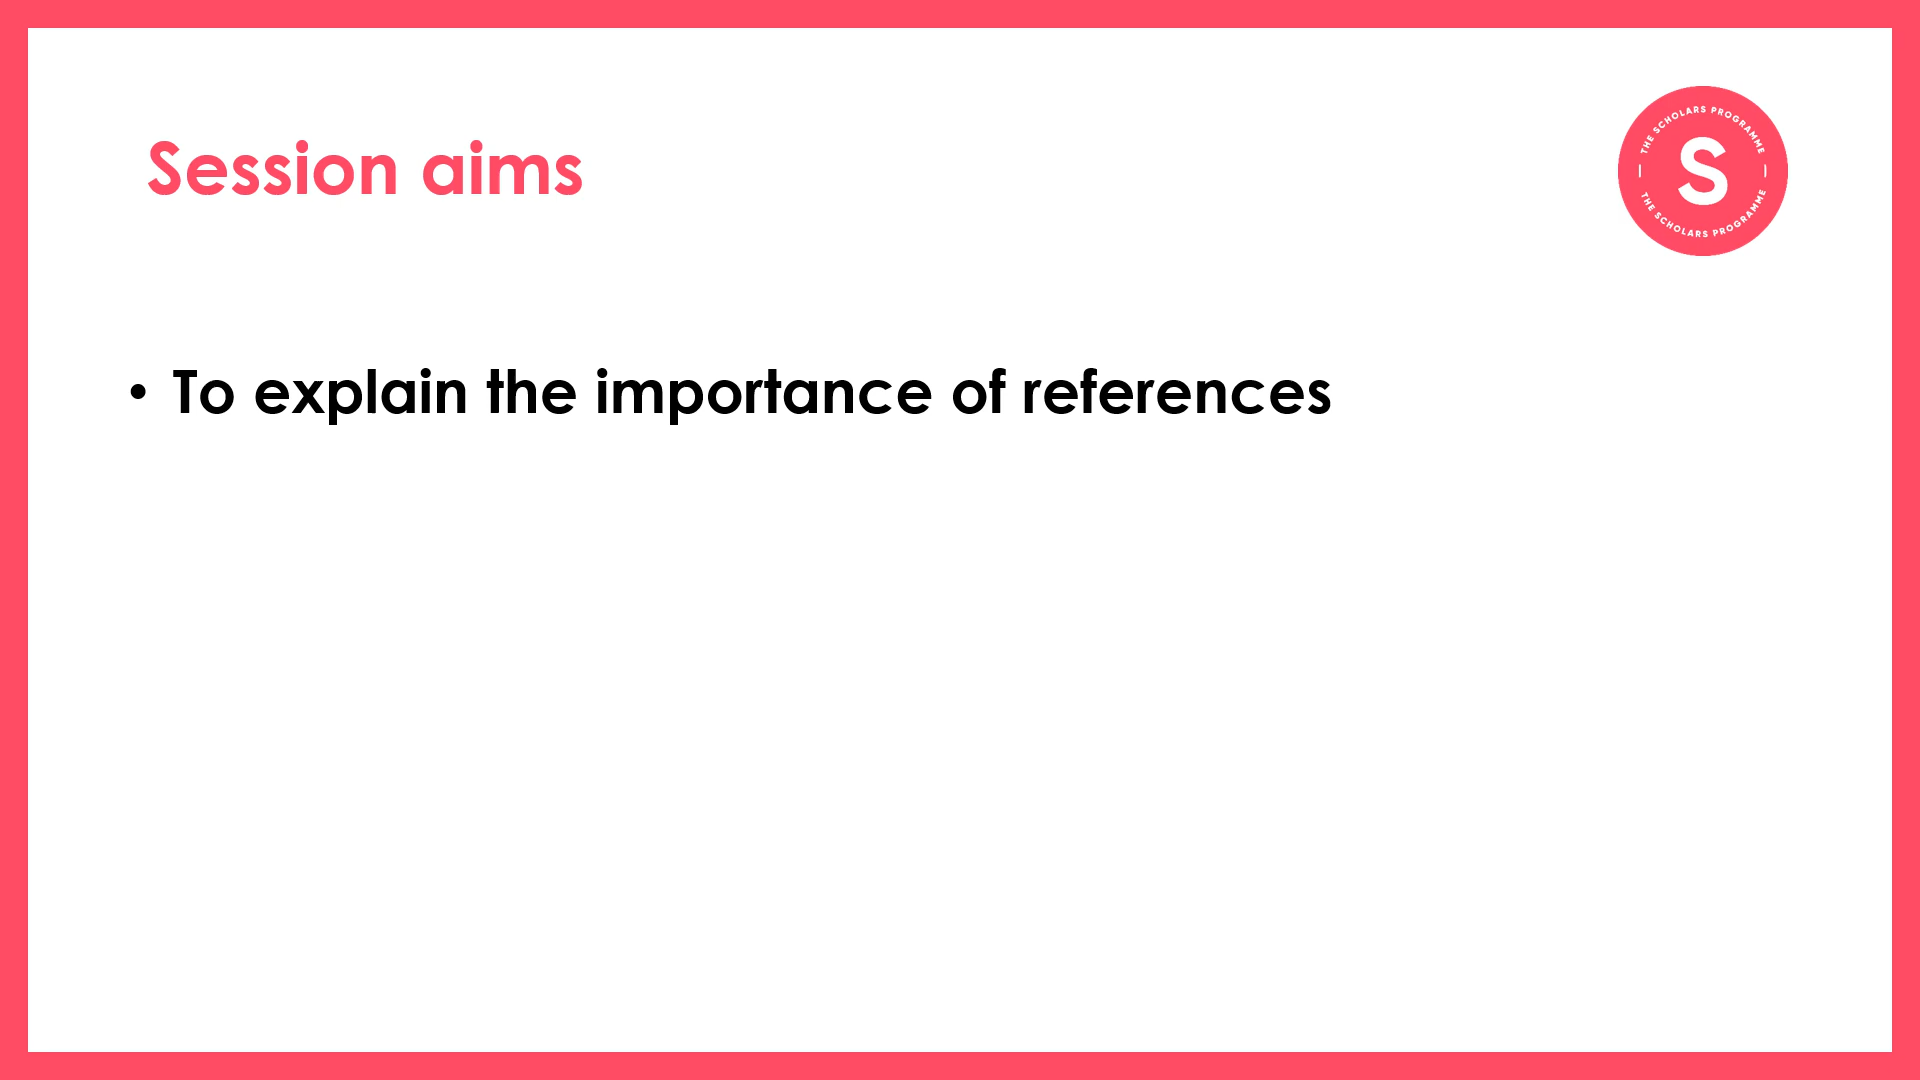 Session aims
THE SCHOLARS PROGRAMME
S
THE SCHOLARS PROGRAMME
• To explain the importance of references